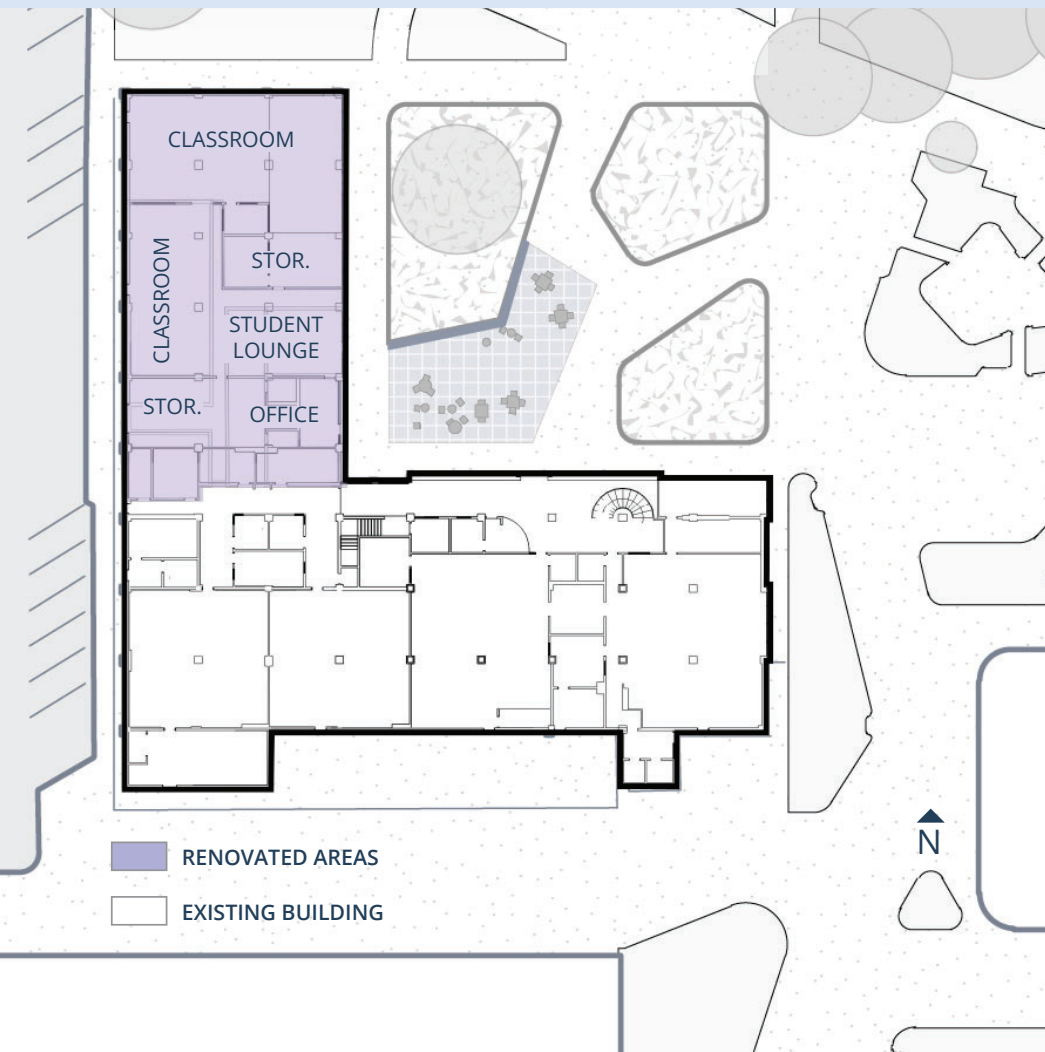 CLASSROOM
CLASSROOM
STOR.
STUDENT
LOUNGE
STOR.
OFFICE
RENOVATED AREAS
EXISTING BUILDING
N